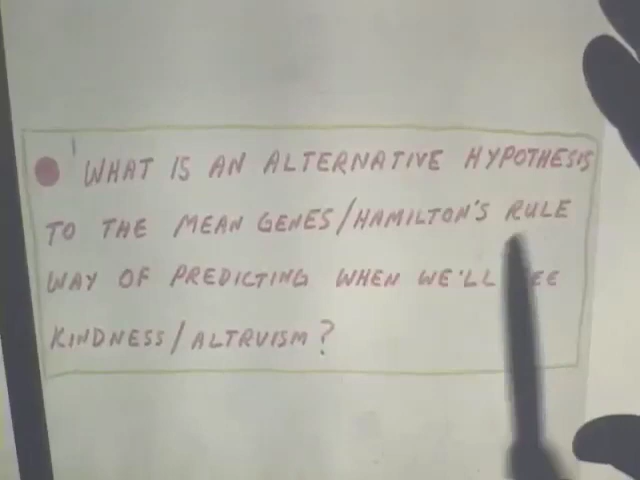 WHAT IS AN ALTERNATIVE HYPOTHESIS
TO THE MEAN GENES/HAMILTON'S RULE
WAY OF PREDICTING WHEN WE'LL
KINDNESS/ALTRUISM?